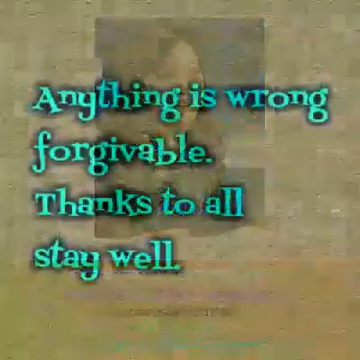 Anything is wrong
forgivable.
Thanks to all
stay well.